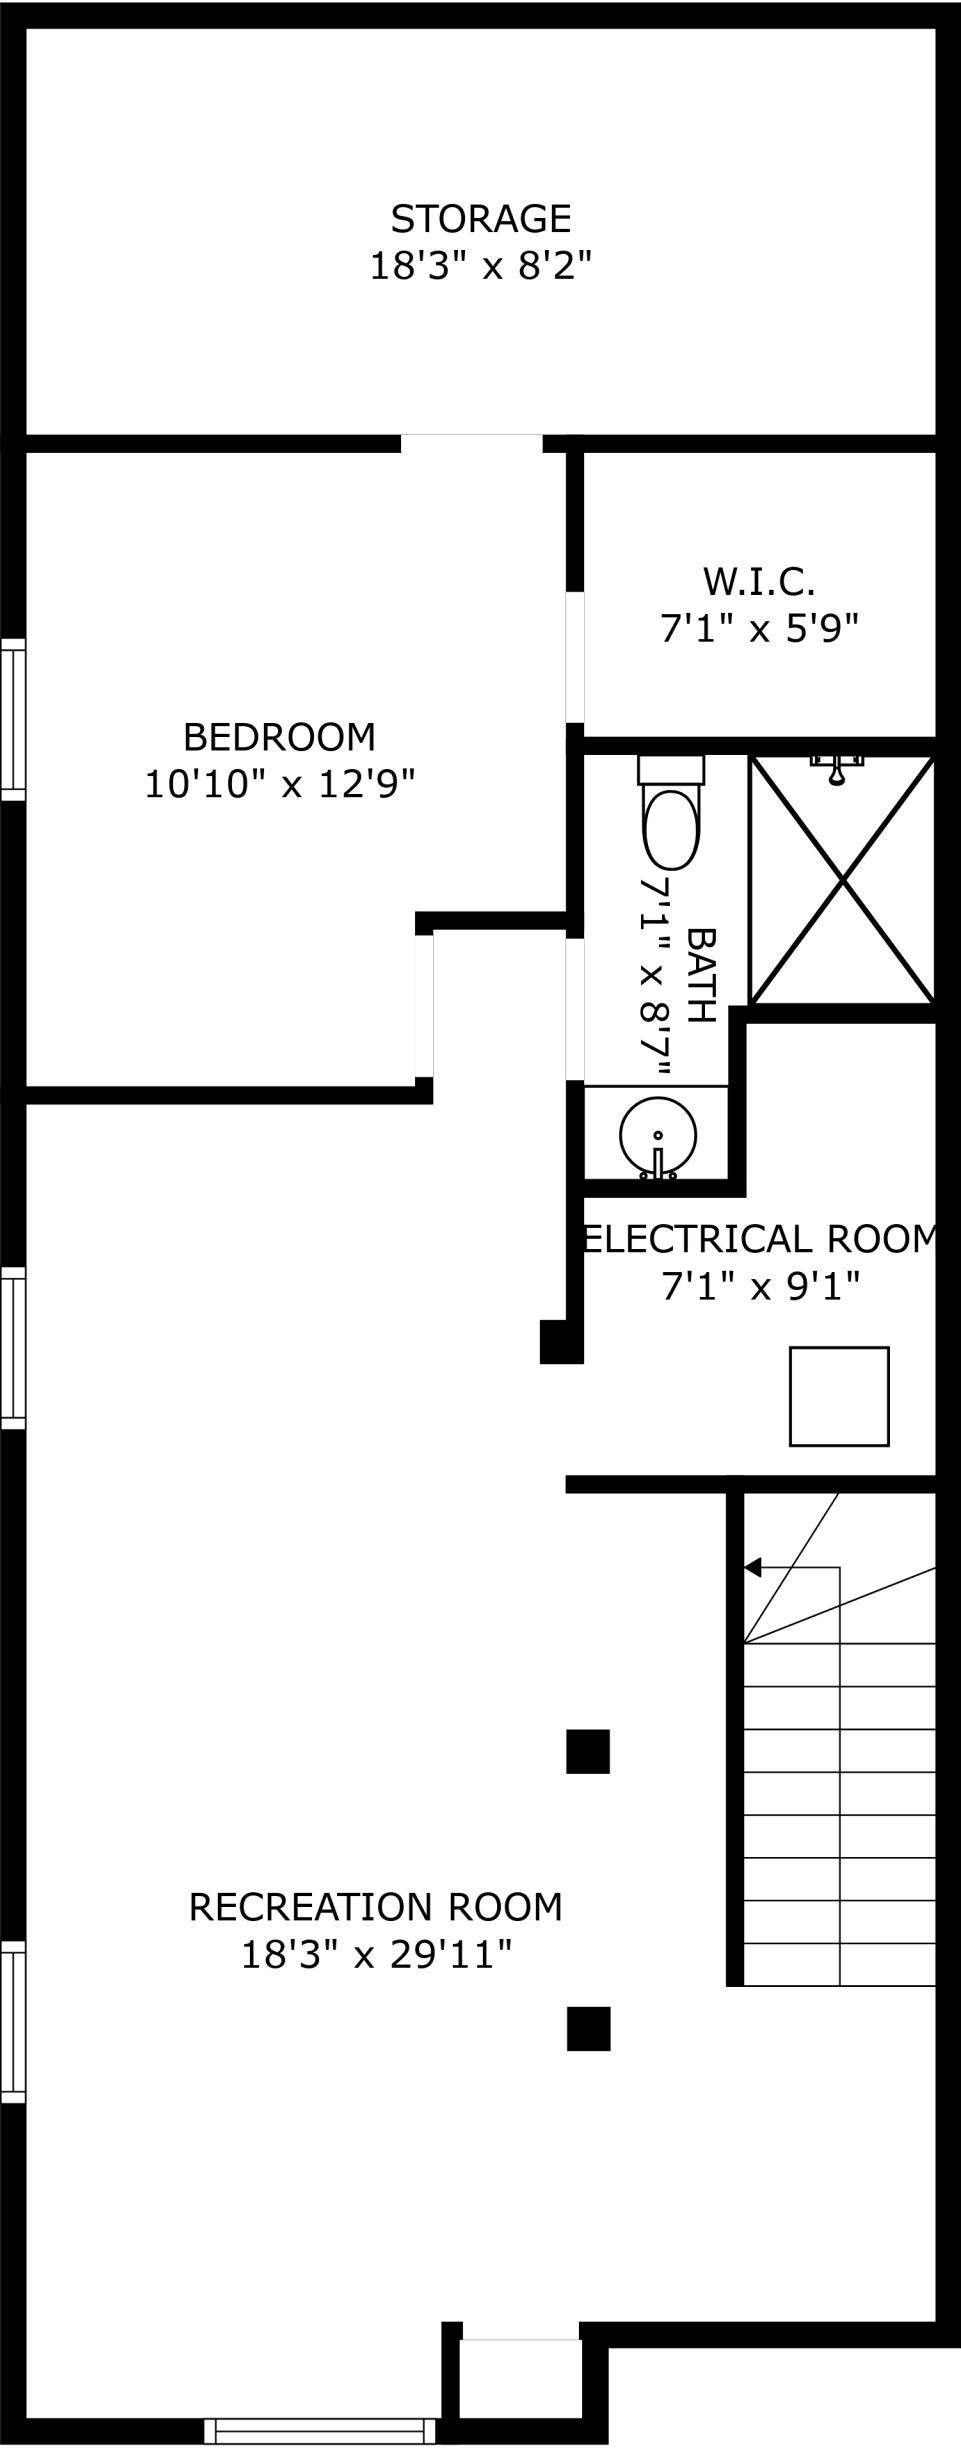 STORAGE
18'3" x 8'2"
W.I.C.
7'1" x 5'9"
BEDROOM
10'10" x 12'9"
BATH
7'1" x 8'7"
ELECTRICAL ROOM
7'1" x 9'1"
RECREATION ROOM
18'3" x 29'11"